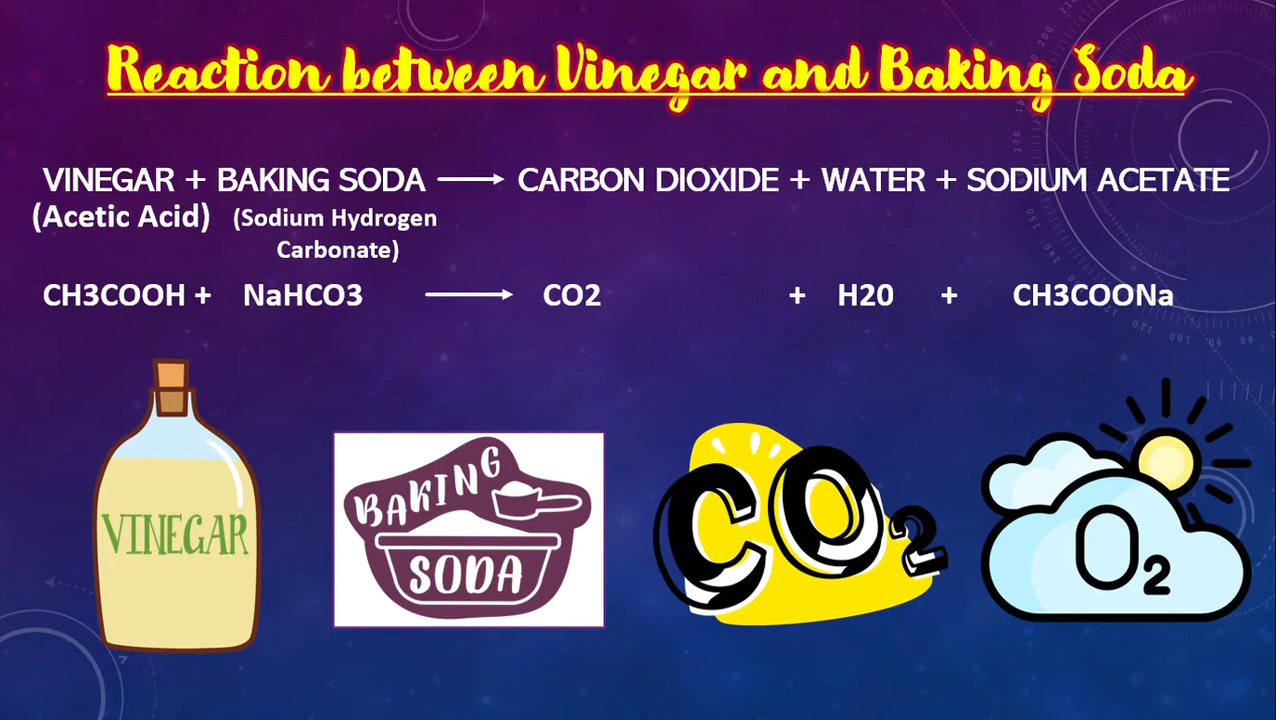 Reaction between Vinegar and Baking Soda
VINEGAR + BAKING SODA ⟶ CARBON DIOXIDE + WATER + SODIUM ACETATE
(Acetic Acid) (Sodium Hydrogen
Carbonate)
CH3COOH + NaHCO3 ⟶ CO2 + H20 + CH3COONa
VINEGAR
BAKING
SODA
CO2
O2